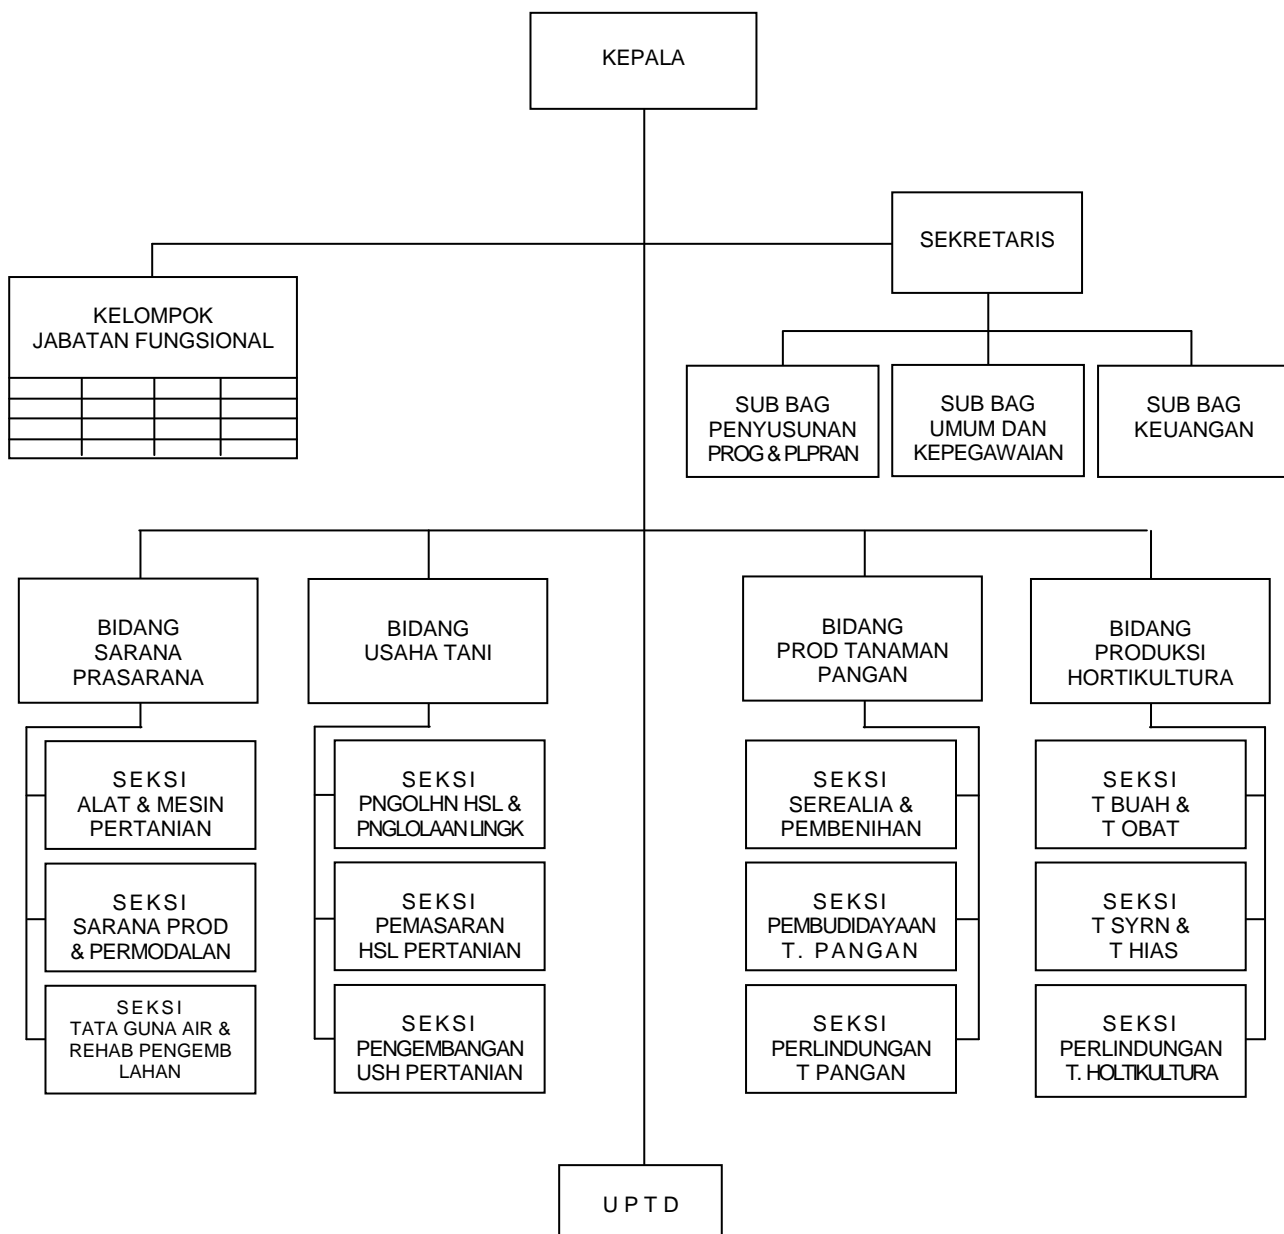 KEPALA
SEKRETARIS
KELOMPOK
JABATAN FUNGSIONAL
SUB BAG
PENYUSUNAN
PROG & PLPRAN
SUB BAG
UMUM DAN
KEPEGAWAIAN
SUB BAG
KEUANGAN
BIDANG
SARANA
PRASARANA
BIDANG
USAHA TANI
BIDANG
PROD TANAMAN
PANGAN
BIDANG
PRODUKSI
HORTIKULTURA
SEKSI
ALAT & MESIN
PERTANIAN
SEKSI
PNGOLHN HSL &
PNGLOLAAN LINGK
SEKSI
SEREALIA &
PEMBENIHAN
SEKSI
T BUAH &
T OBAT
SEKSI
SARANA PROD
& PERMODALAN
SEKSI
PEMASARAN
HSL PERTANIAN
SEKSI
PEMBUDIDAYAAN
T. PANGAN
SEKSI
T SYRN &
T HIAS
SEKSI
TATA GUNA AIR &
REHAB PENGEMB
LAHAN
SEKSI
PENGEMBANGAN
USH PERTANIAN
SEKSI
PERLINDUNGAN
T PANGAN
SEKSI
PERLINDUNGAN
T. HOLTIKULTURA
U P T D